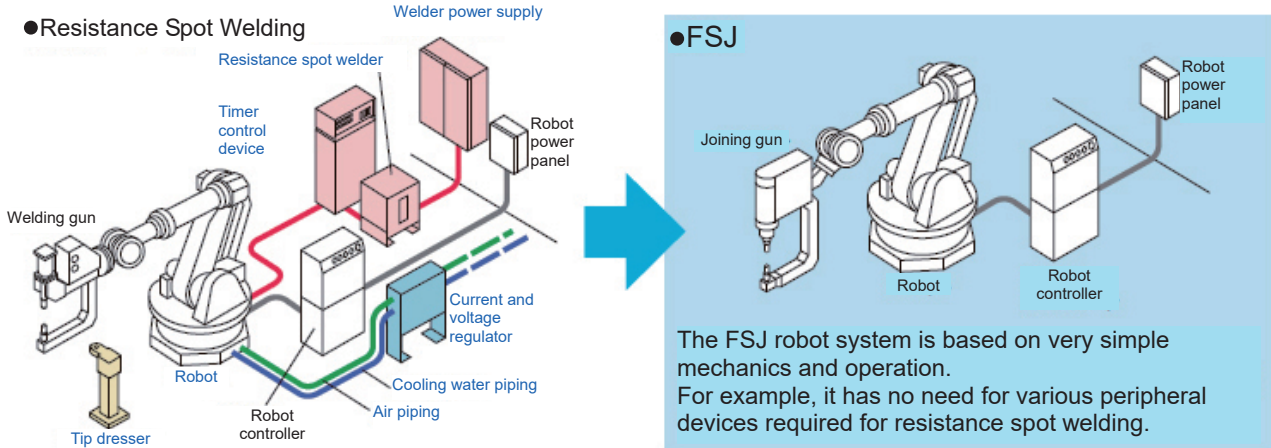 ●Resistance Spot Welding
Welder power supply
Resistance spot welder
Timer
control
device
Robot
power
panel
Welding gun
Current and
voltage
regulator
Robot
Cooling water piping
Air piping
Robot
controller
Tip dresser
●FSJ
Robot
power
panel
Joining gun
Robot
Robot
controller
The FSJ robot system is based on very simple
mechanics and operation.
For example, it has no need for various peripheral
devices required for resistance spot welding.